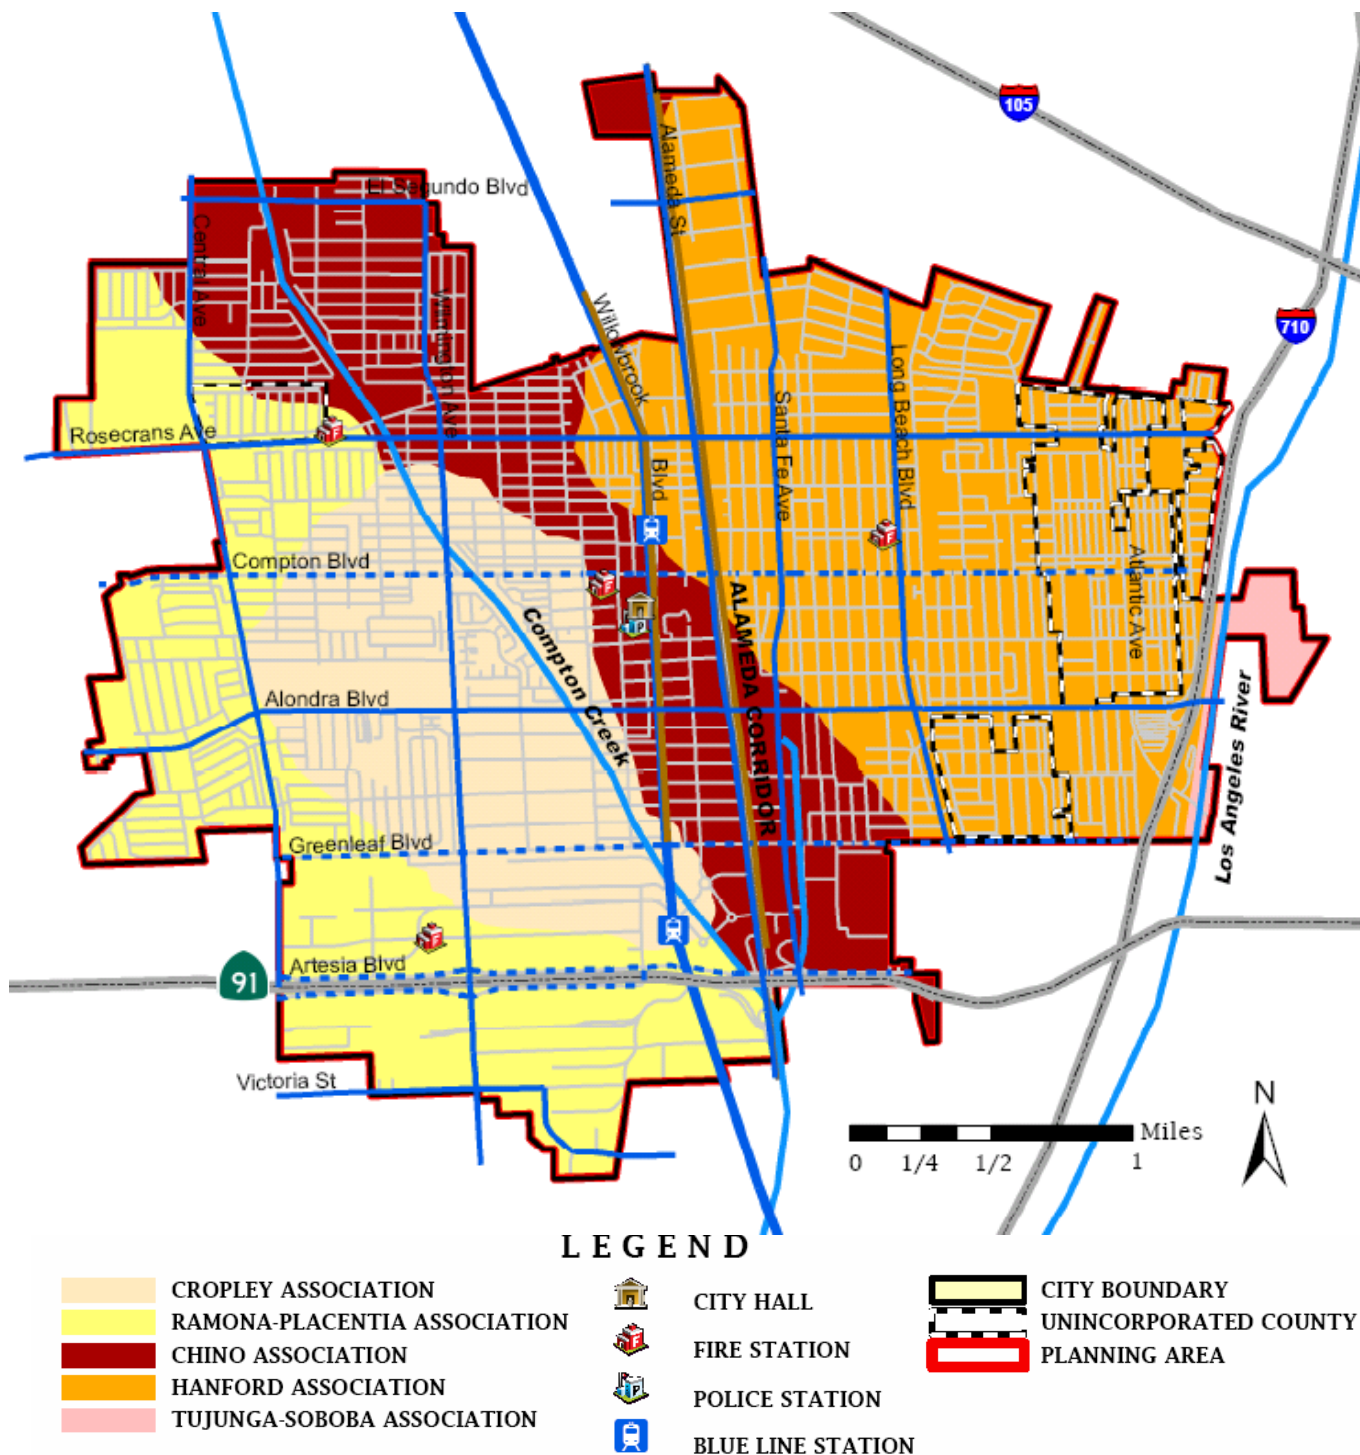 105
Alameda St
El Segundo Blvd
Central Ave
Wilmington Ave
Willowbrook
Blvd
710
Long Beach Blvd
Santa Fe Ave
Rosecrans Ave
Compton Blvd
Atlantic Ave
Compton Creek
ALAMEDA CORRIDOR
Alondra Blvd
Los Angeles River
Greenleaf Blvd
Artesia Blvd
91
Victoria St
N
Miles
0 1/4 1/2 1
LEGEND
CROPLEY ASSOCIATION
RAMONA-PLACENTIA ASSOCIATION
CHINO ASSOCIATION
HANFORD ASSOCIATION
TUJUNGA-SOBOBA ASSOCIATION
CITY HALL
FIRE STATION
POLICE STATION
BLUE LINE STATION
CITY BOUNDARY
UNINCORPORATED COUNTY
PLANNING AREA